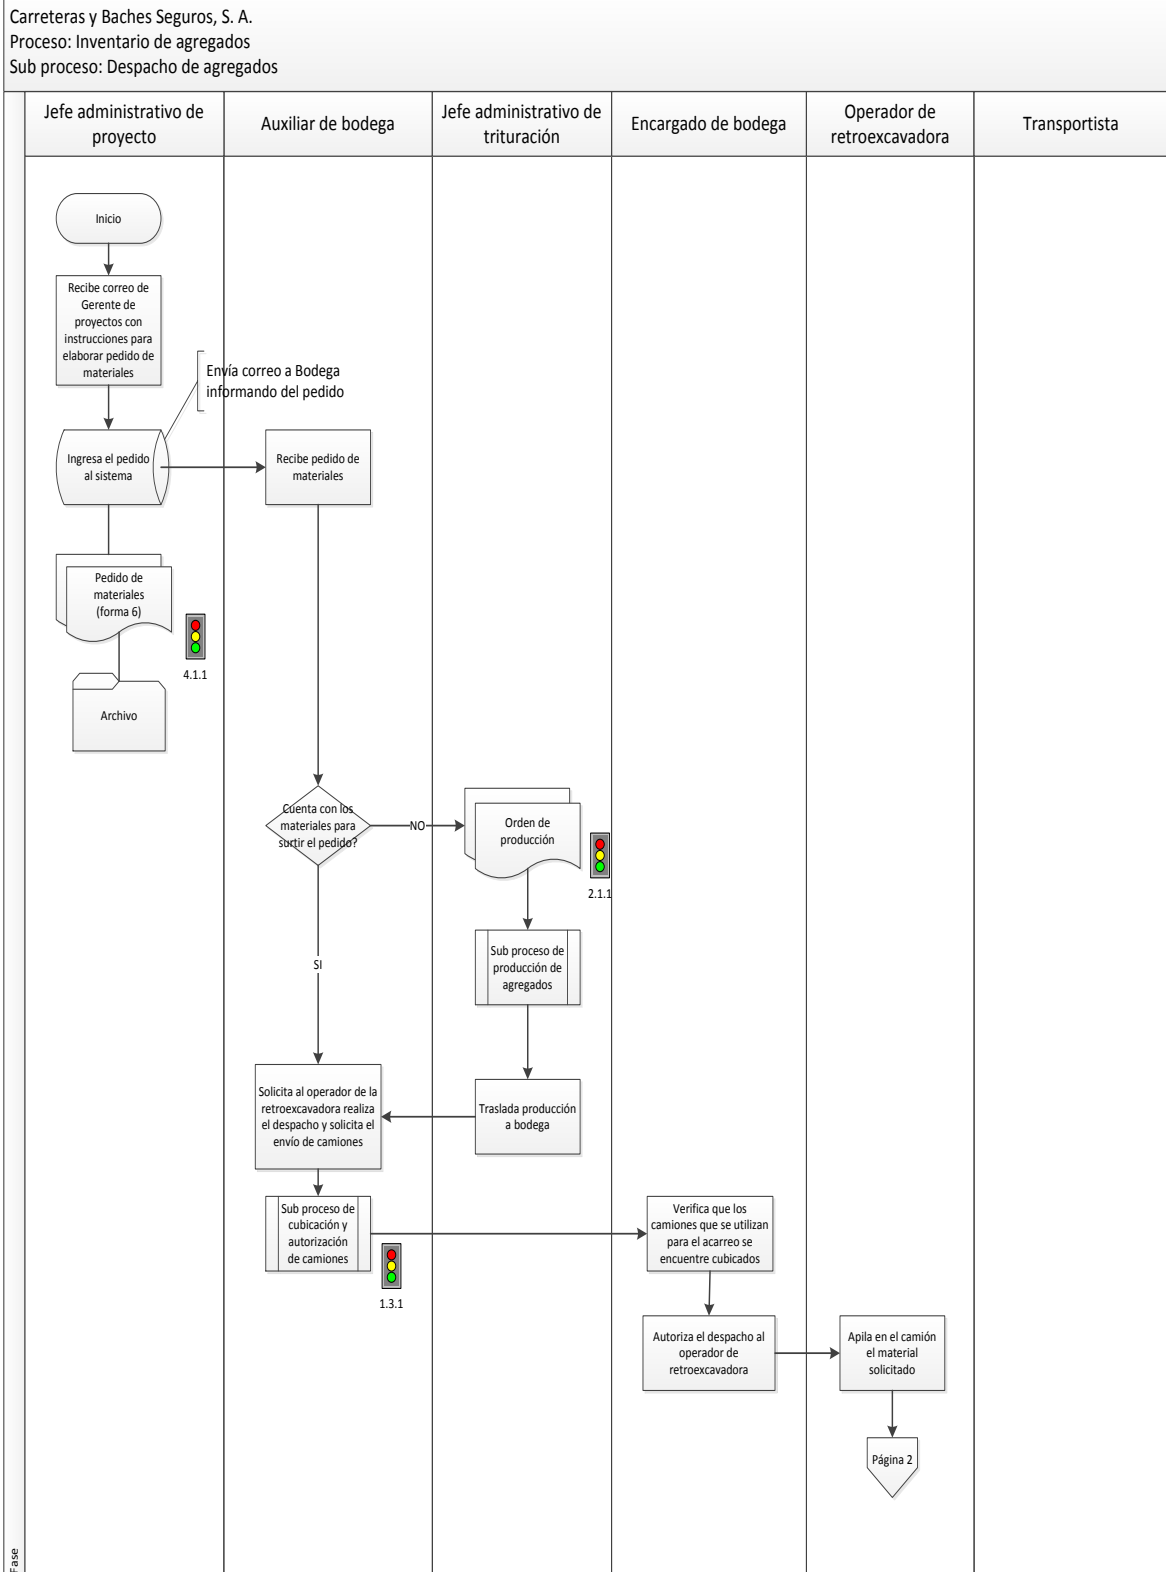 Carreteras y Baches Seguros, S. A.
Proceso: Inventario de agregados
Sub proceso: Despacho de agregados
Jefe administrativo de
proyecto
Auxiliar de bodega
Jefe administrativo de
trituración
Encargado de bodega
Operador de
retroexcavadora
Transportista
Inicio
Recibe correo de
Gerente de
proyectos con
instrucciones para
elaborar pedido de
materiales
Envía correo a Bodega
informando del pedido
Ingresa el pedido
al sistema
Recibe pedido de
materiales
Pedido de
materiales
(forma 6)
4.1.1
Archivo
Cuenta con los
materiales para
surtir el pedido?
NO
Orden de
producción
2.1.1
Sub proceso de
producción de
agregados
SI
Solicita al operador de la
retroexcavadora realiza
el despacho y solicita el
envío de camiones
Traslada producción
a bodega
Sub proceso de
cubicación y
autorización
de camiones
1.3.1
Verifica que los
camiones que se utilizan
para el acarreo se
encuentre cubicados
Autoriza el despacho al
operador de
retroexcavadora
Apila en el camión
el material
solicitado
Página 2
Fase